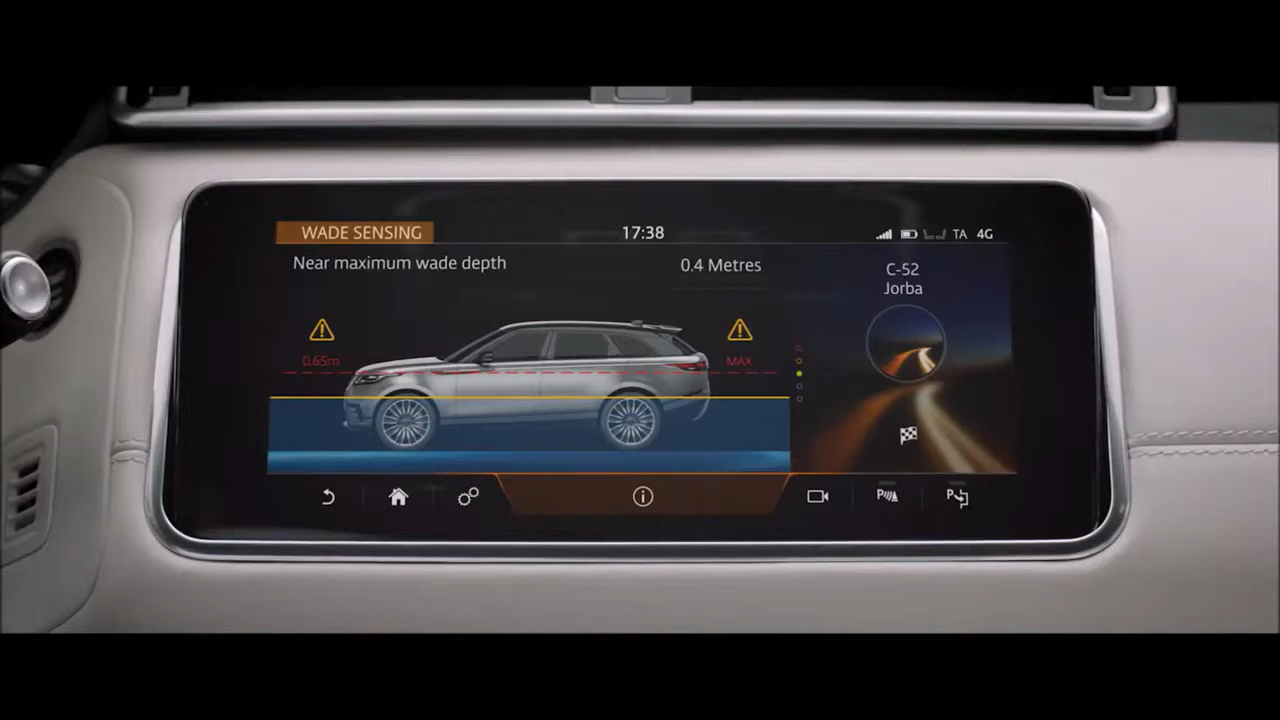 WADE SENSING
17:38
TA 4G
Near maximum wade depth
0.4 Metres
C-52
Jorba
0.65m
MAX
P
P